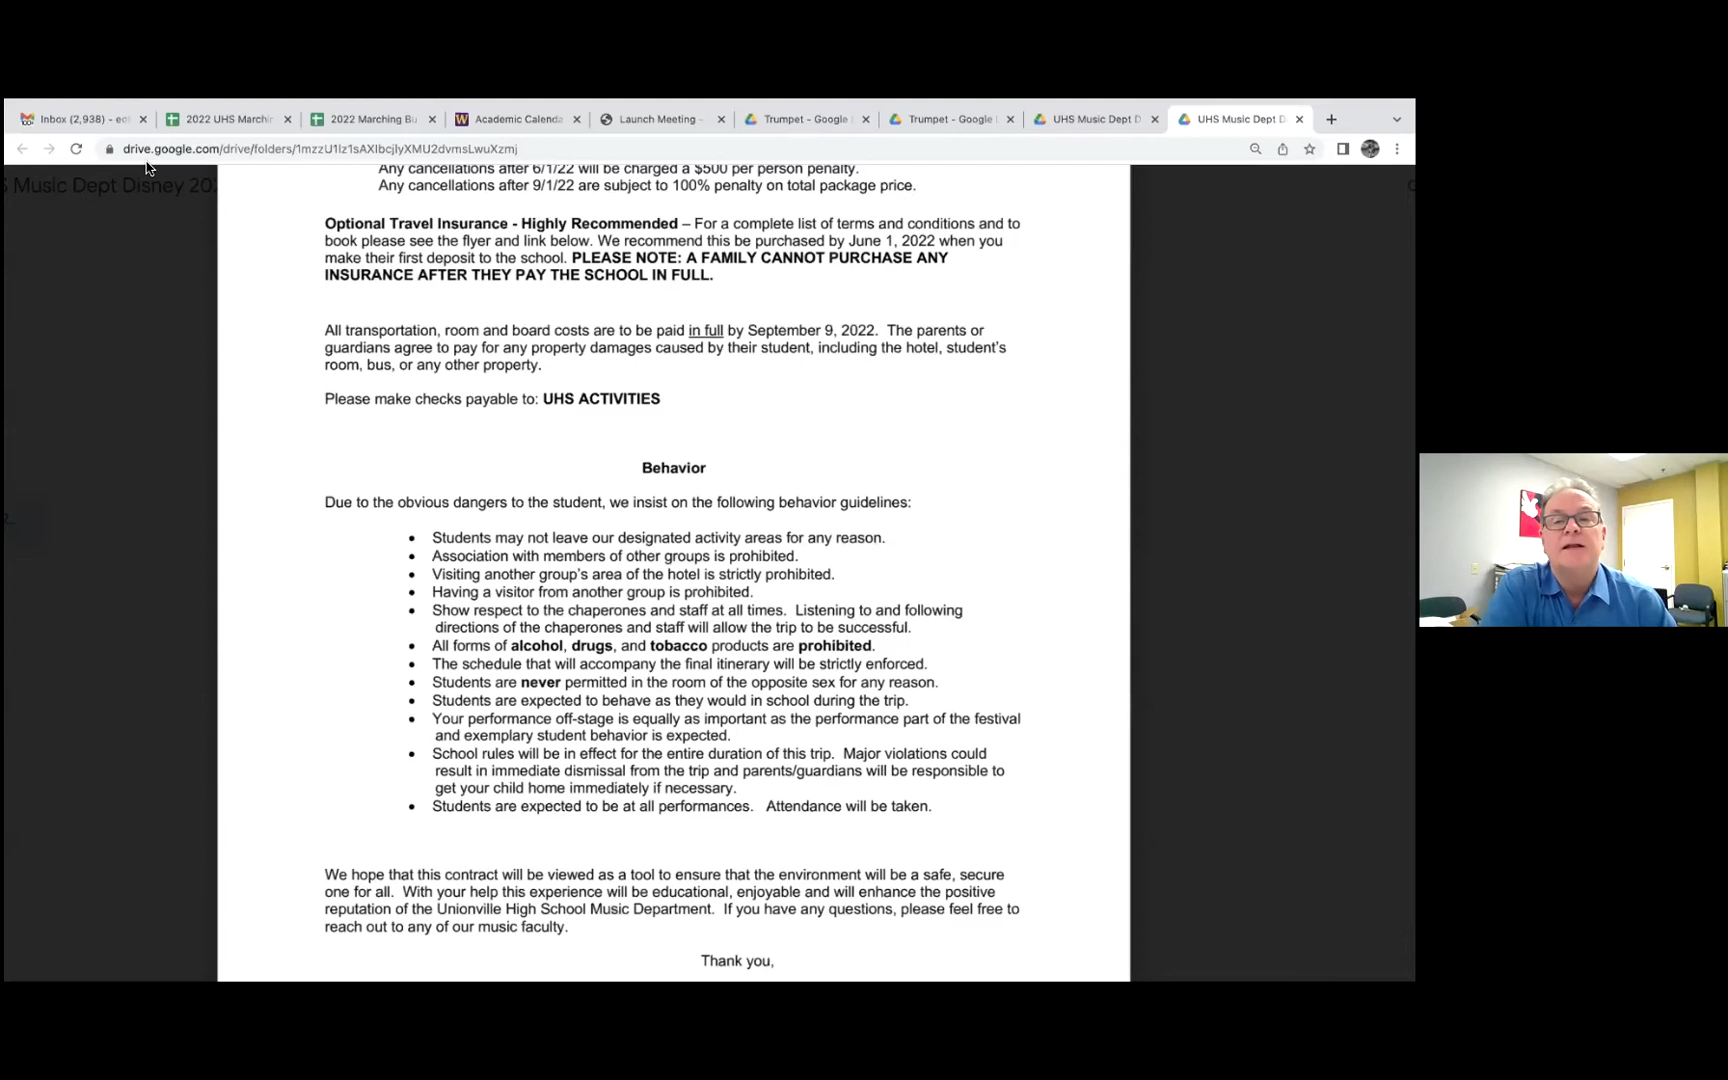 Inbox (2,938) - eo
2022 UHS Marchin
2022 Marching Bu
Academic Calenda
Launch Meeting -
Trumpet - Google
Trumpet - Google
UHS Music Dept D
UHS Music Dept D
drive.google.com/drive/folders/
Music Dept Disney 202
Any cancellations after 6/1/22 will be charged a $500 per person penalty.
Any cancellations after 9/1/22 are subject to 100% penalty on total package price.
Optional Travel Insurance - Highly Recommended – For a complete list of terms and conditions and to
book please see the flyer and link below. We recommend this be purchased by June 1, 2022 when you
make their first deposit to the school. PLEASE NOTE: A FAMILY CANNOT PURCHASE ANY
INSURANCE AFTER THEY PAY THE SCHOOL IN FULL.
All transportation, room and board costs are to be paid in full by September 9, 2022.  The parents or
guardians agree to pay for any property damages caused by their student, including the hotel, student's
room, bus, or any other property.
Please make checks payable to: UHS ACTIVITIES
Behavior
Due to the obvious dangers to the student, we insist on the following behavior guidelines:
• Students may not leave our designated activity areas for any reason.
• Association with members of other groups is prohibited.
• Visiting another group's area of the hotel is strictly prohibited.
• Having a visitor from another group is prohibited.
• Show respect to the chaperones and staff at all times.  Listening to and following
directions of the chaperones and staff will allow the trip to be successful.
• All forms of alcohol, drugs, and tobacco products are prohibited.
• The schedule that will accompany the final itinerary will be strictly enforced.
• Students are never permitted in the room of the opposite sex for any reason.
• Students are expected to behave as they would in school during the trip.
• Your performance off-stage is equally as important as the performance part of the festival
and exemplary student behavior is expected.
• School rules will be in effect for the entire duration of this trip.  Major violations could
result in immediate dismissal from the trip and parents/guardians will be responsible to
get your child home immediately if necessary.
• Students are expected to be at all performances.   Attendance will be taken.
We hope that this contract will be viewed as a tool to ensure that the environment will be a safe, secure
one for all.  With your help this experience will be educational, enjoyable and will enhance the positive
reputation of the Unionville High School Music Department.  If you have any questions, please feel free to
reach out to any of our music faculty.
Thank you,